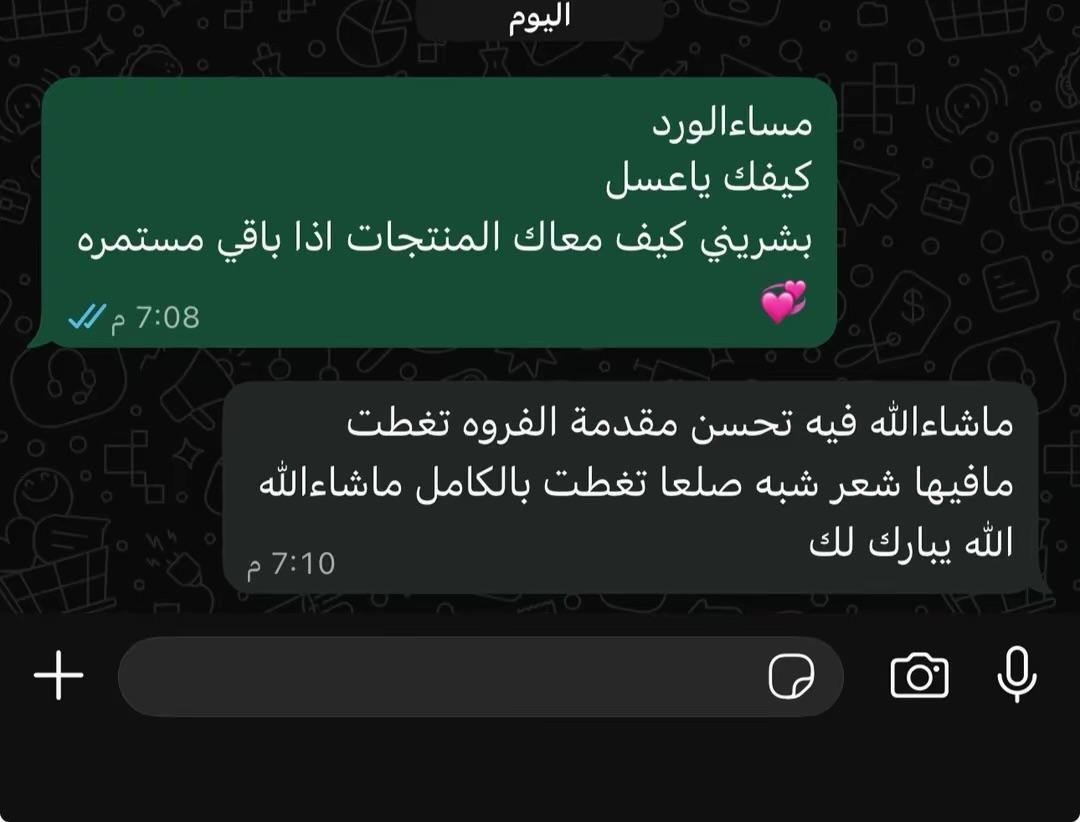 اليوم
مساءالورد
كيفك ياعسل
بشريني كيف معاك المنتجات اذا باقي مستمره
💞
7:08 م
ماشاءالله فيه تحسن مقدمة الفروه تغطت
مافيها شعر شبه صلعا تغطت بالكامل ماشاءالله
الله يبارك لك
7:10 م